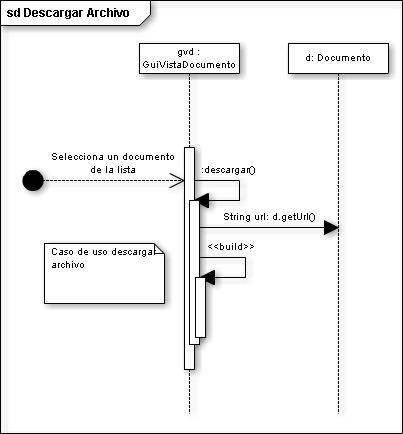 sd Descargar Archivo
gvd :
GuiVistaDocumento
d: Documento
Selecciona un documento
de la lista
:descargar()
String url: d.getUrl()
<<build>>
Caso de uso descargar
archivo